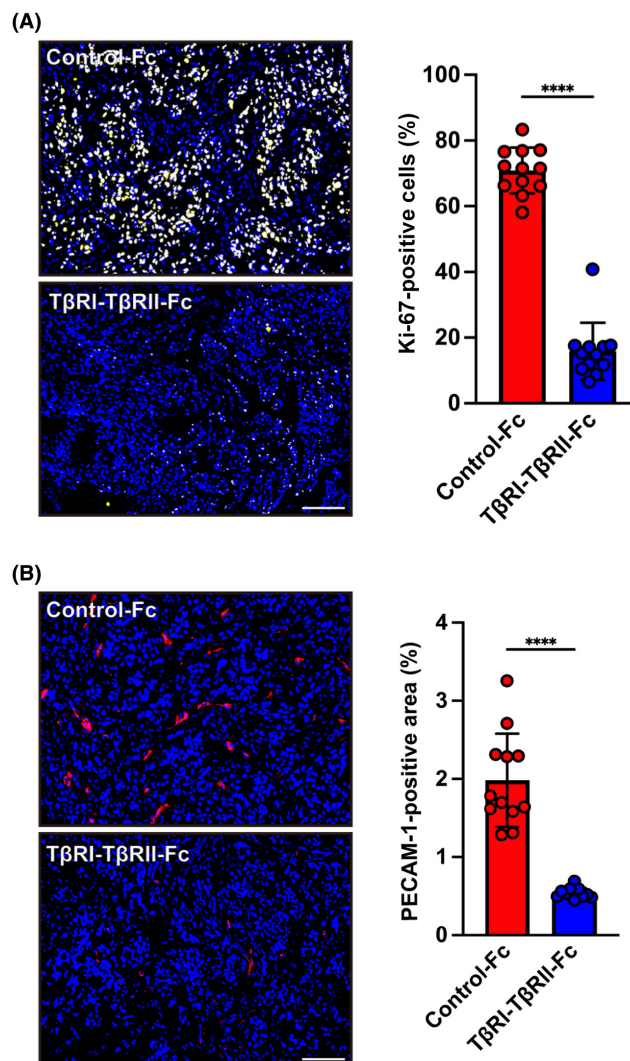 (A)
Control-Fc
TβRI-TβRII-Fc
Ki-67-positive cells (%)
100
80
60
40
20
0
****
Control-Fc
TβRI-TβRII-Fc
(B)
Control-Fc
TβRI-TβRII-Fc
PECAM-1-positive area (%)
4
3
2
1
0
****
Control-Fc
TβRI-TβRII-Fc